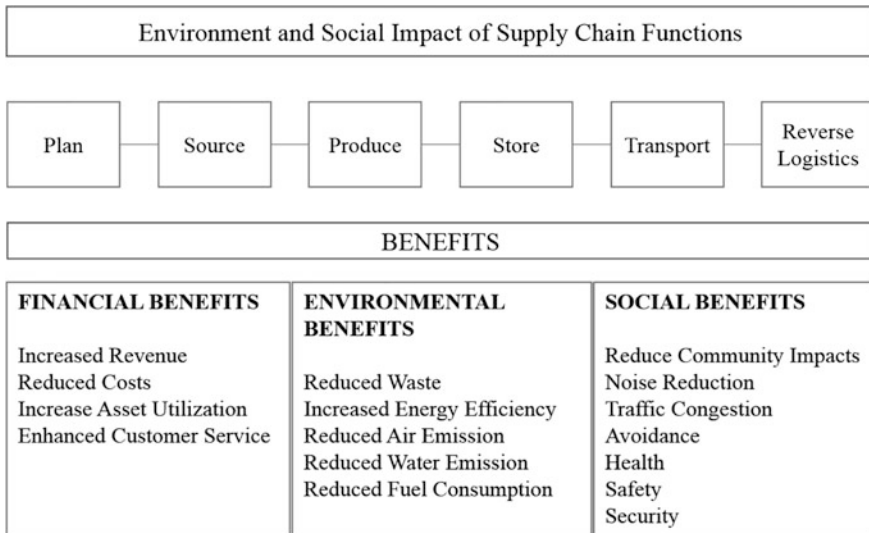 Environment and Social Impact of Supply Chain Functions
Plan
Source
Produce
Store
Transport
Reverse
Logistics
BENEFITS
FINANCIAL BENEFITS
Increased Revenue
Reduced Costs
Increase Asset Utilization
Enhanced Customer Service
ENVIRONMENTAL
BENEFITS
Reduced Waste
Increased Energy Efficiency
Reduced Air Emission
Reduced Water Emission
Reduced Fuel Consumption
SOCIAL BENEFITS
Reduce Community Impacts
Noise Reduction
Traffic Congestion
Avoidance
Health
Safety
Security